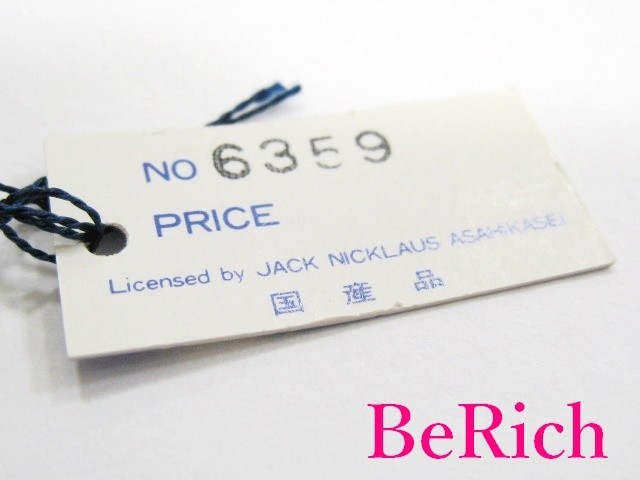 NO 6359
PRICE
Licensed by JACK NICKLAUS ASAHIKASEI
国産品
BeRich